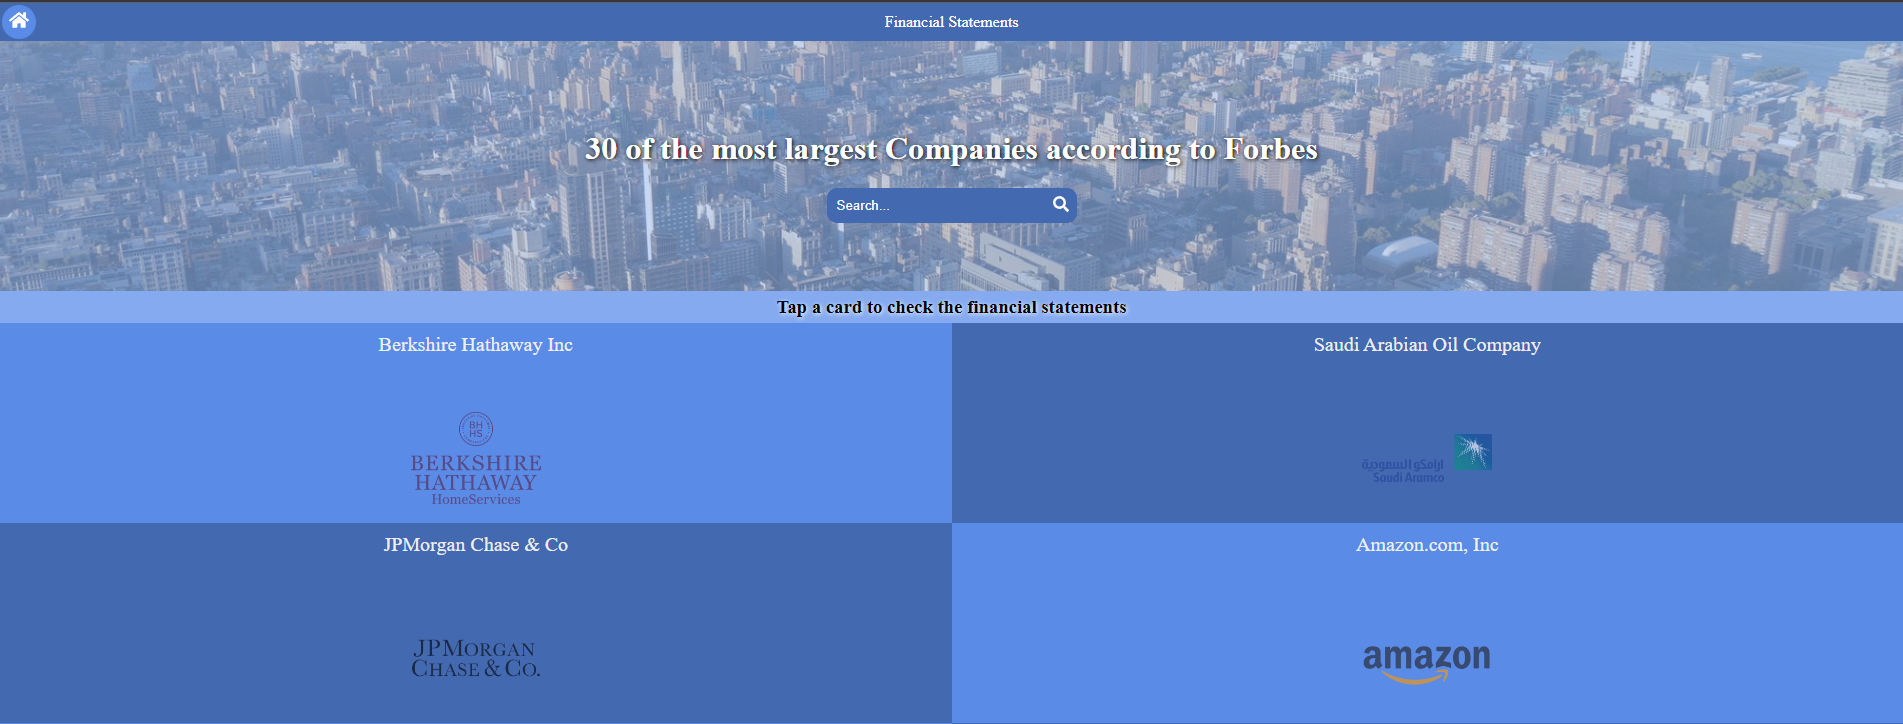 Financial Statements
30 of the most largest Companies according to Forbes
Search...
Tap a card to check the financial statements
Berkshire Hathaway Inc
Saudi Arabian Oil Company
BH
HS
BERKSHIRE
HATHAWAY
HomeServices
أرامكو السعودية
Saudi Aramco
JPMorgan Chase & Co
Amazon.com, Inc
JPMORGAN
CHASE & CO.
amazon